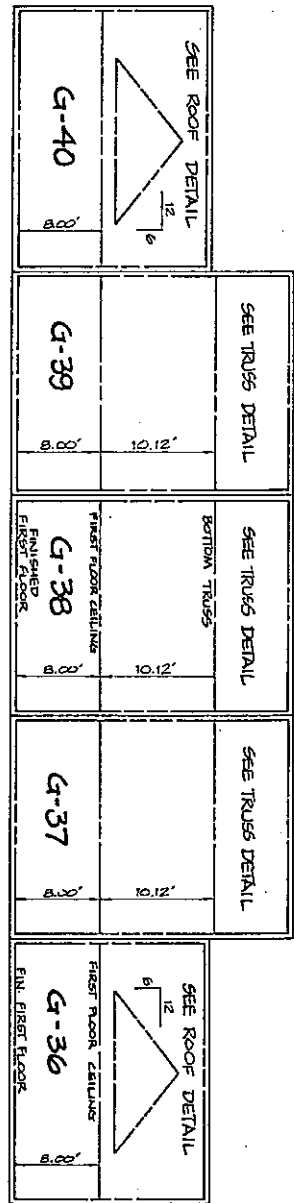 SEE ROOF DETAIL
12
6
G-40
8.00'
SEE TRUSS DETAIL
10.12'
G-39
8.00'
SEE TRUSS DETAIL
BOTTOM TRUSS
10.12'
FIRST FLOOR CEILING
G-38
8.00'
FINISHED
FIRST FLOOR
SEE TRUSS DETAIL
10.12'
G-37
8.00'
SEE ROOF DETAIL
12
6
FIRST FLOOR CEILING
G-36
8.00'
FIN. FIRST FLOOR